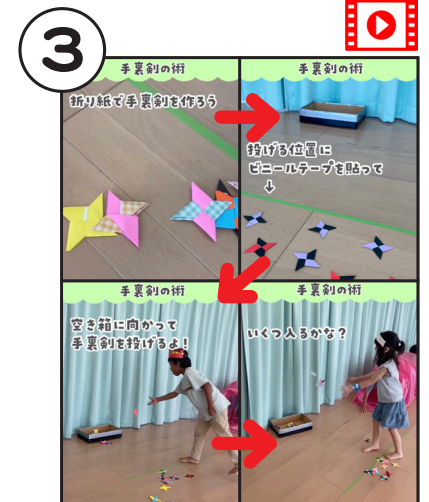 3
手裏剣の術
折り紙で手裏剣を作ろう
手裏剣の術
投げる位置に
ビニールテープを貼って
↓
手裏剣の術
空き箱に向かって
手裏剣を投げるよ!
手裏剣の術
いくつ入るかな?